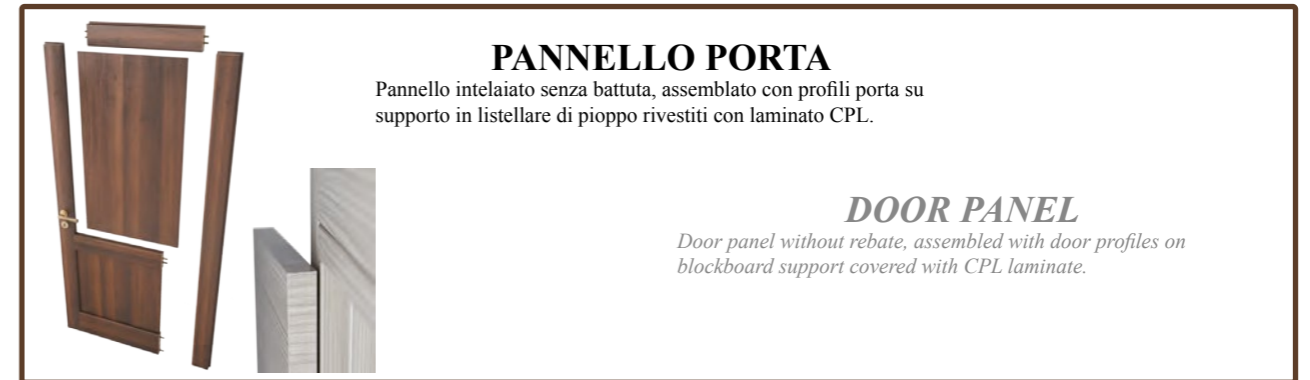 PANNELLO PORTA
Pannello intelaiato senza battuta, assemblato con profili porta su
supporto in listellare di pioppo rivestiti con laminato CPL.
DOOR PANEL
Door panel without rebate, assembled with door profiles on
blockboard support covered with CPL laminate.